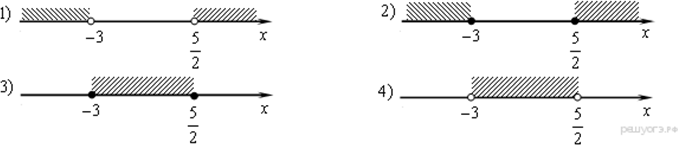 1) −3 5/2 x
2) −3 5/2 x
3) −3 5/2 x
4) −3 5/2 x
решуогэ.рф